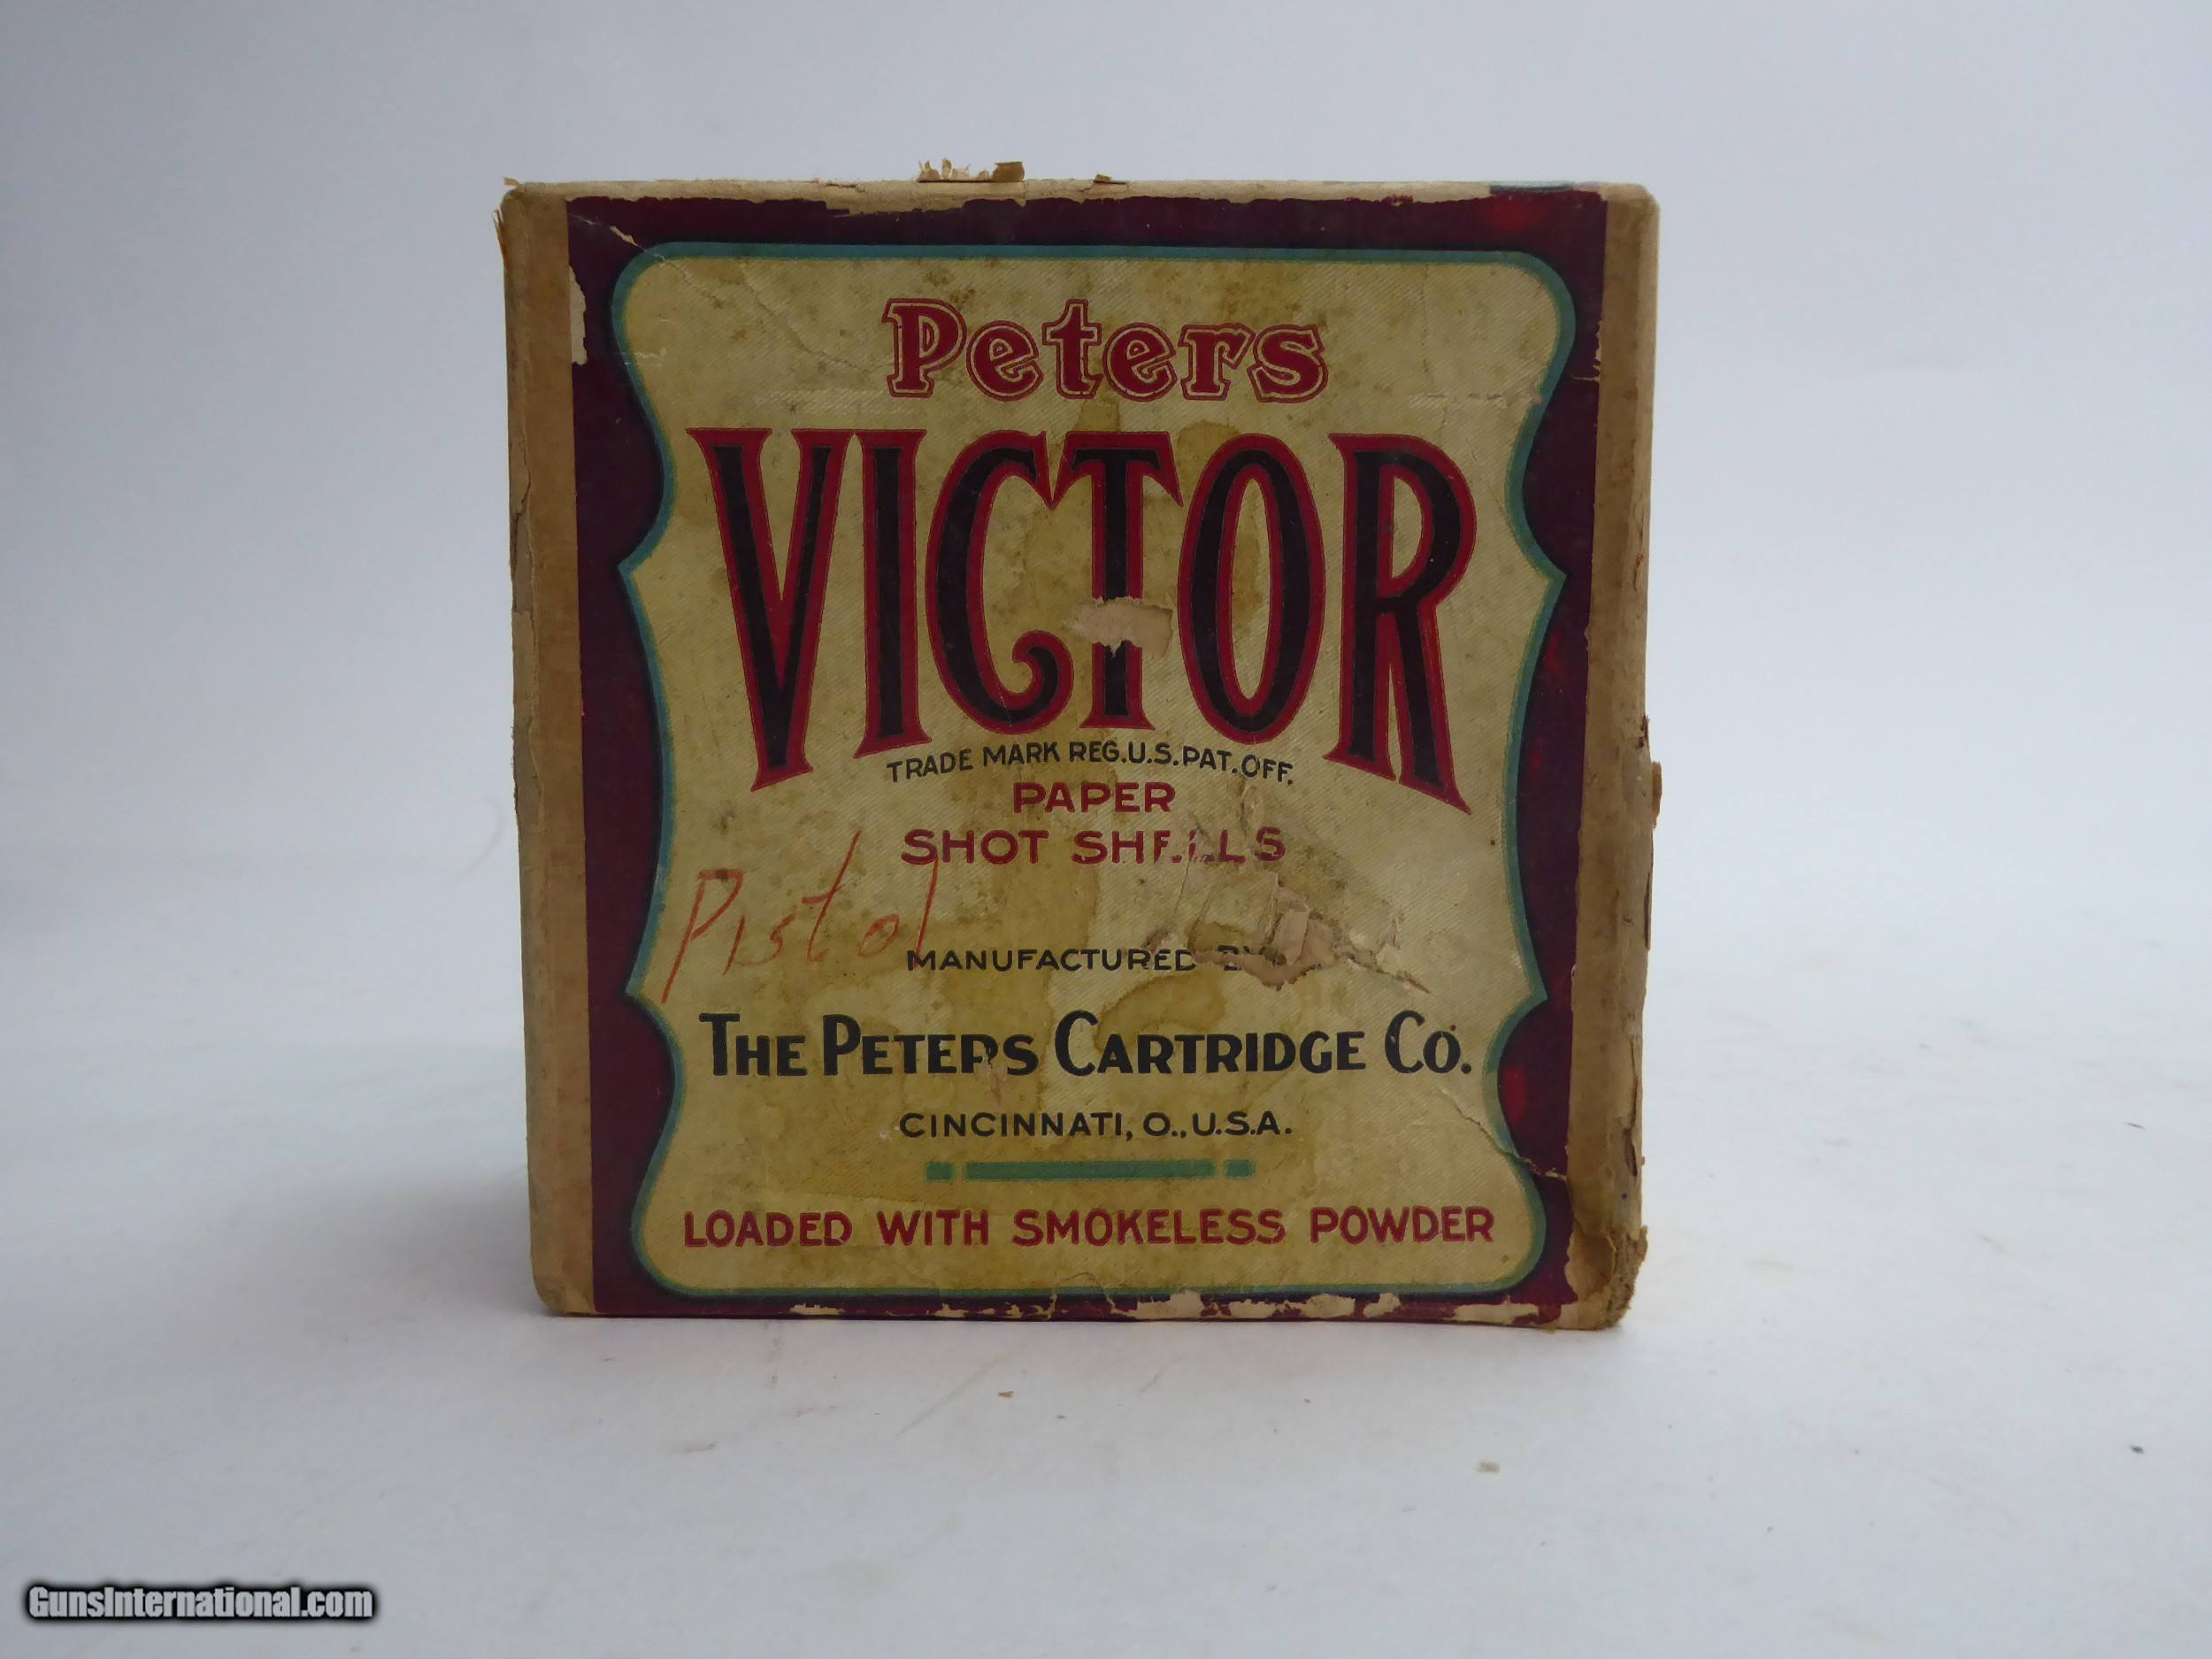 Peters
VICTOR
TRADE MARK REG.U.S.PAT.OFF.
PAPER
SHOT SHELLS
Pistol
MANUFACTURED BY
THE PETERS CARTRIDGE CO.
CINCINNATI, O., U.S.A.
LOADED WITH SMOKELESS POWDER
GunsInternational.com